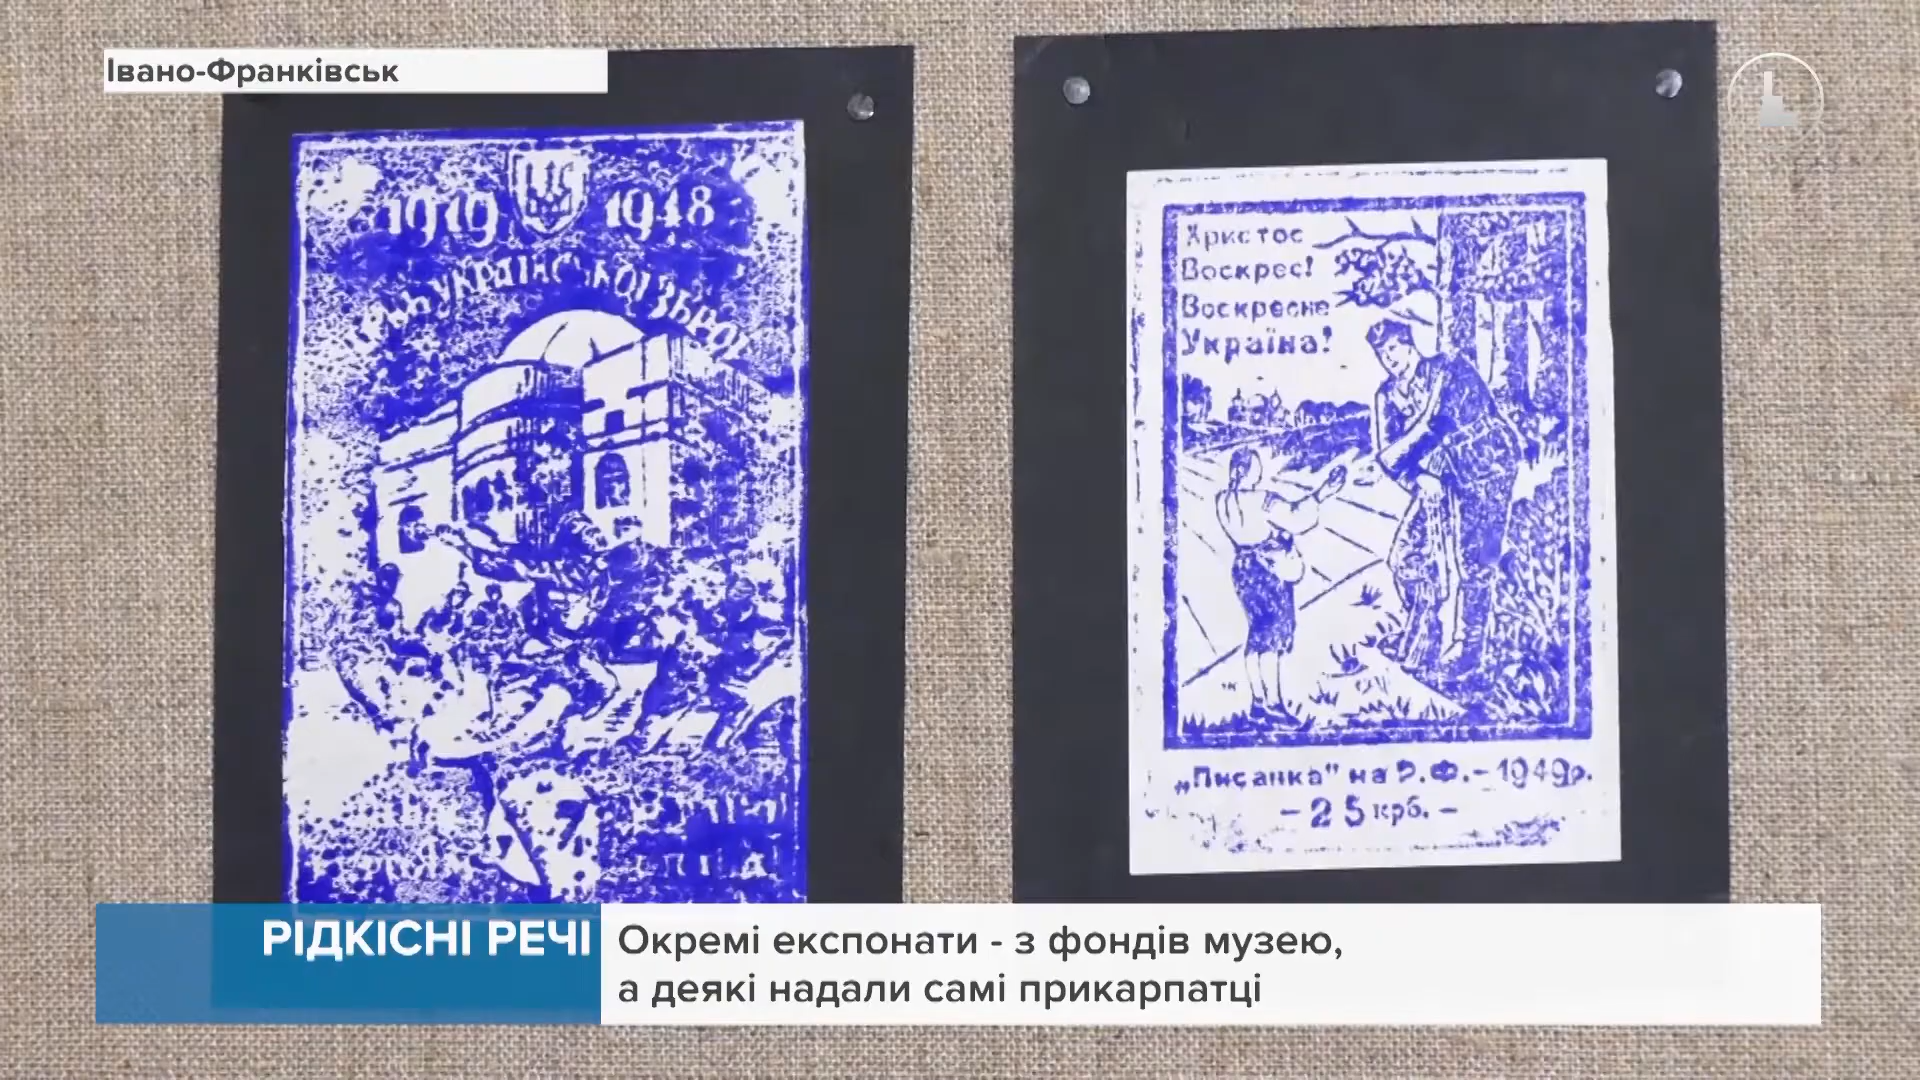 Івано-Франківськ
1919 1948
УКРАЇНСЬКОЇ
Христос
Воскрес!
Воскресне
Україна!
„Писанка" на Б.Ф.-1949р.
- 25 крб. -
РІДКІСНІ РЕЧІ
Окремі експонати - з фондів музею,
а деякі надали самі прикарпатці